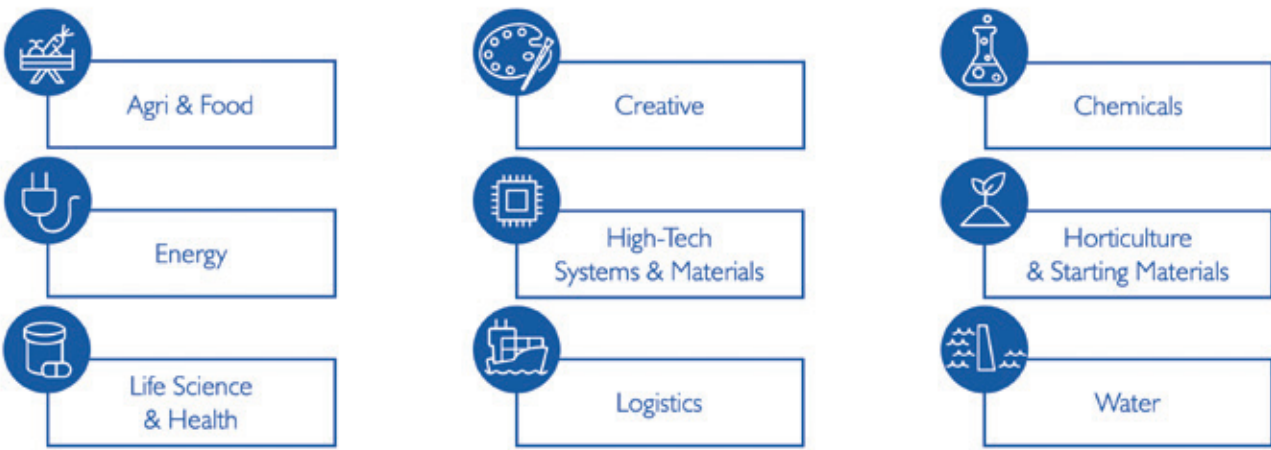 Agri & Food
Creative
Chemicals
Energy
High-Tech
Systems & Materials
Horticulture
& Starting Materials
Life Science
& Health
Logistics
Water